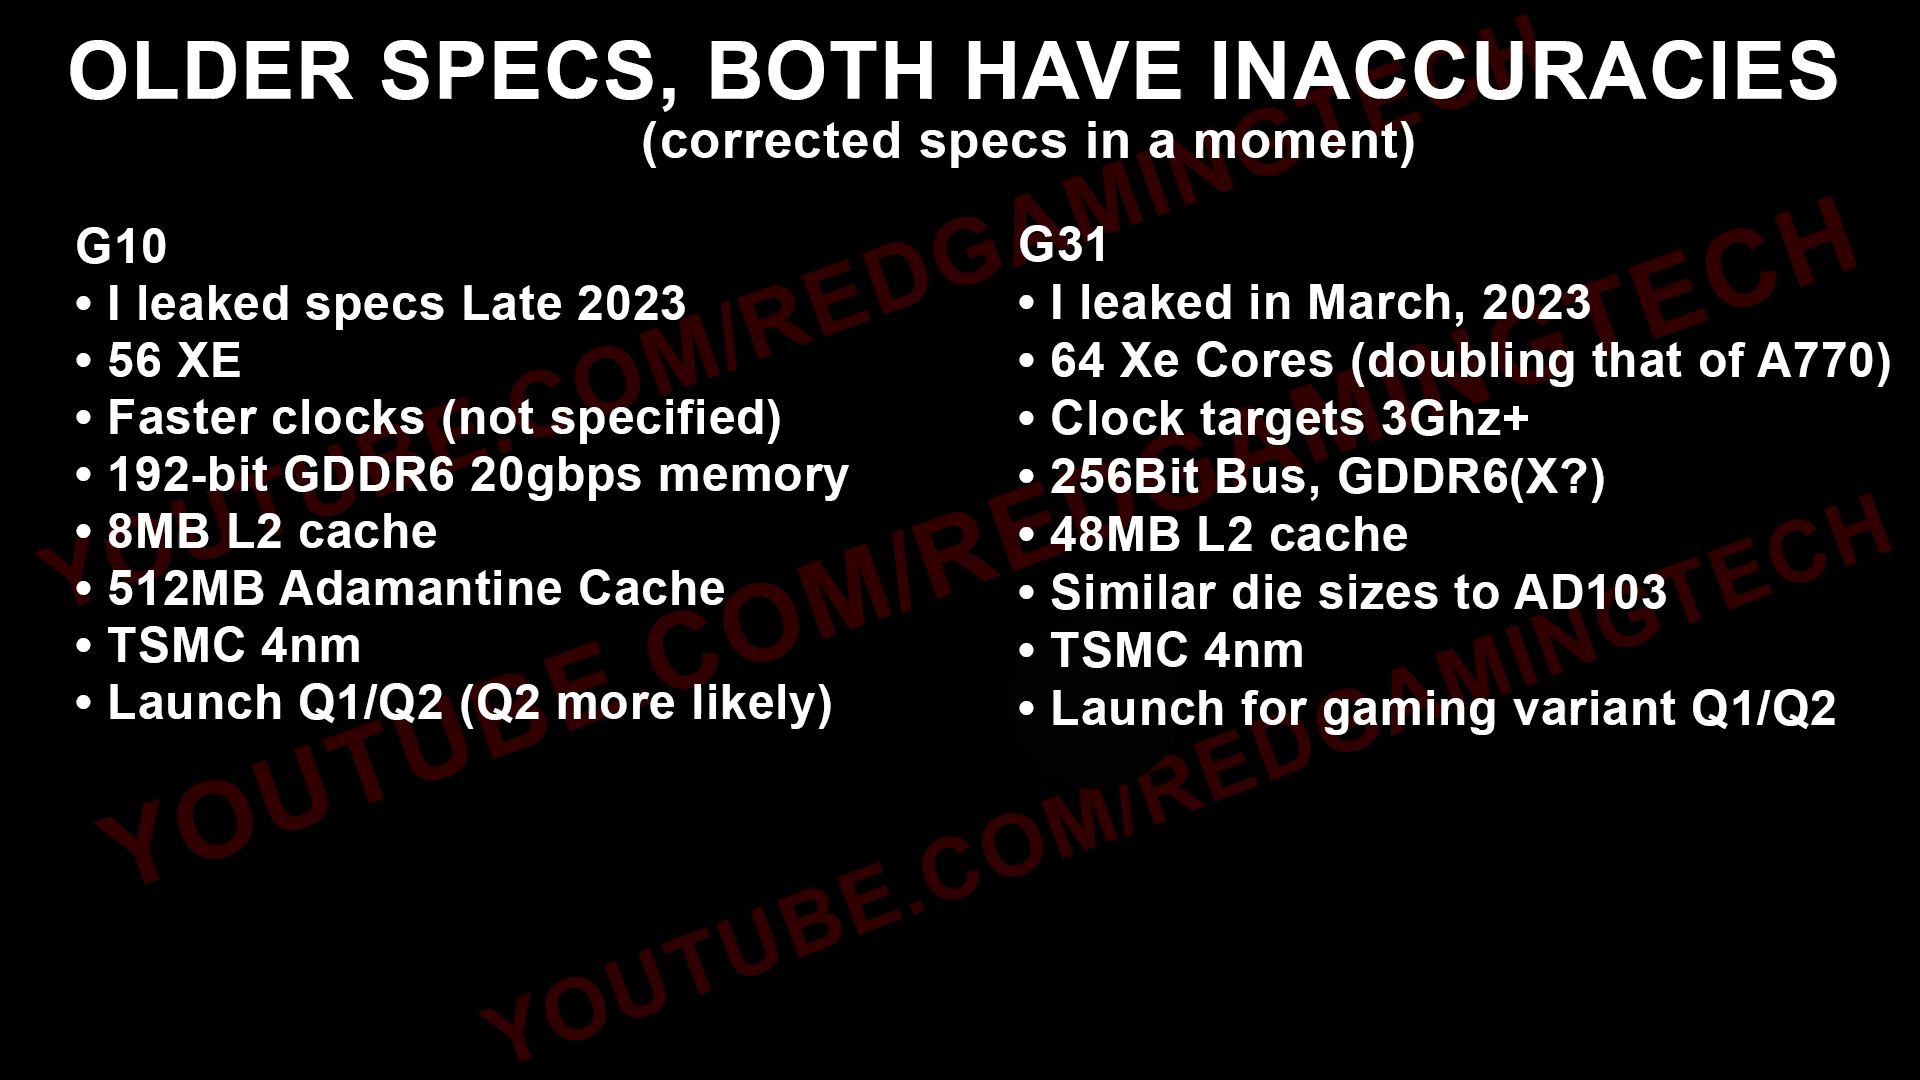 OLDER SPECS, BOTH HAVE INACCURACIES
(corrected specs in a moment)
G10
• I leaked specs Late 2023
• 56 XE
• Faster clocks (not specified)
• 192-bit GDDR6 20gbps memory
• 8MB L2 cache
• 512MB Adamantine Cache
• TSMC 4nm
• Launch Q1/Q2 (Q2 more likely)
G31
• I leaked in March, 2023
• 64 Xe Cores (doubling that of A770)
• Clock targets 3Ghz+
• 256Bit Bus, GDDR6(X?)
• 48MB L2 cache
• Similar die sizes to AD103
• TSMC 4nm
• Launch for gaming variant Q1/Q2
YOUTUBE.COM/REDGAMINGTECH
YOUTUBE.COM/REDGAMINGTECH
YOUTUBE.COM/REDGAMINGTECH